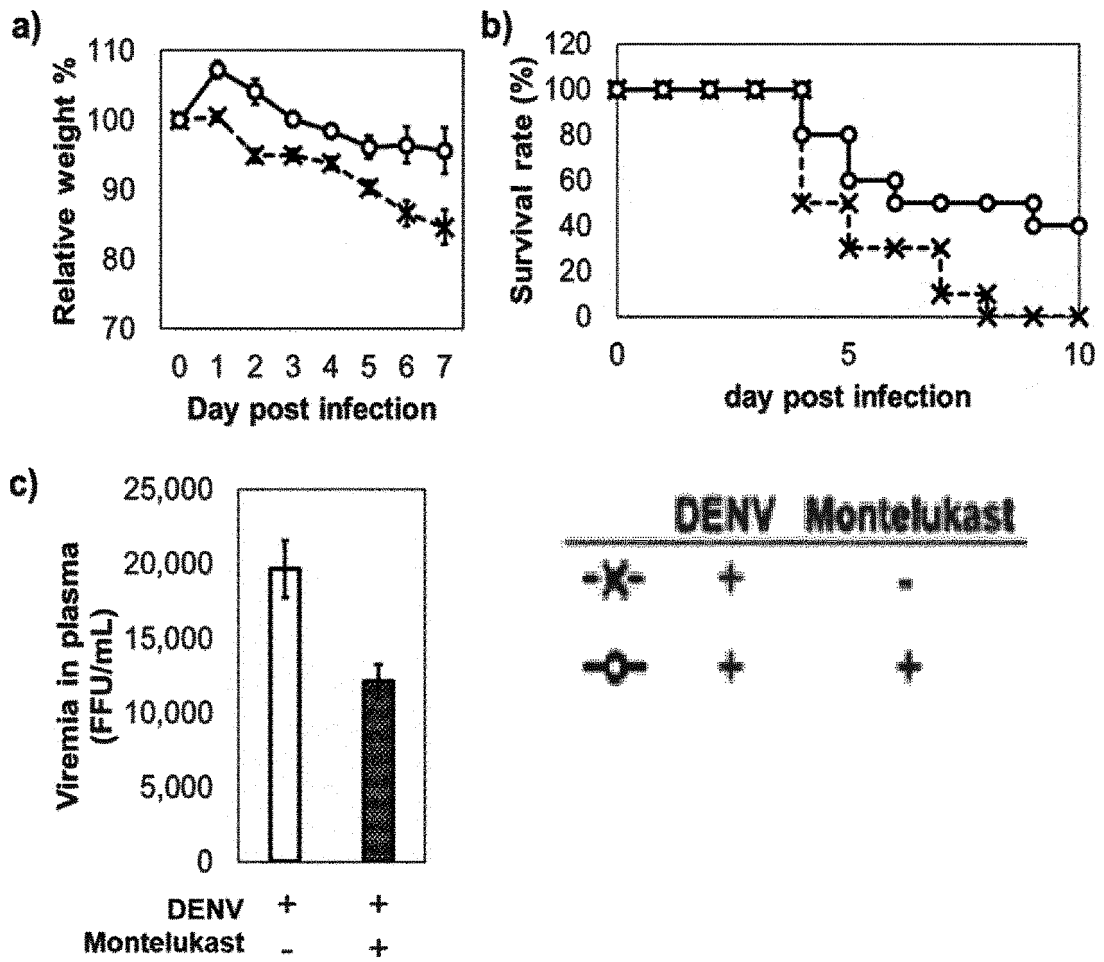 a)
Relative weight %
110
100
90
80
70
0 1 2 3 4 5 6 7
Day post infection
b)
Survival rate (%)
120
100
80
60
40
20
0
0 5 10
day post infection
c)
Viremia in plasma
(FFU/mL)
25,000
20,000
15,000
10,000
5,000
0
DENV + +
Montelukast - +
DENV Montelukast
-X- + -
-o- + +